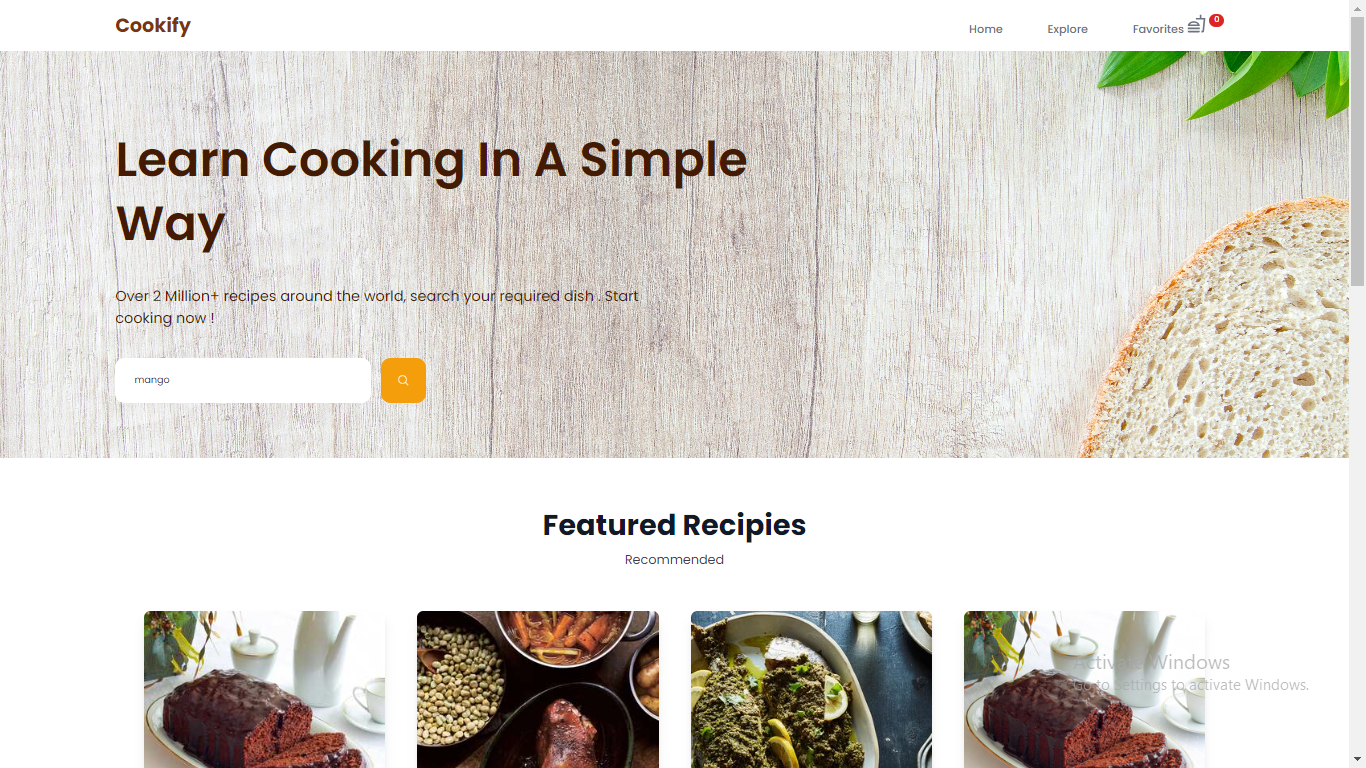 Cookify
Home
Explore
Favorites
0
Learn Cooking In A Simple
Way
Over 2 Million+ recipes around the world, search your required dish . Start
cooking now !
mango
Featured Recipies
Recommended
Activate Windows
Go to Settings to activate Windows.